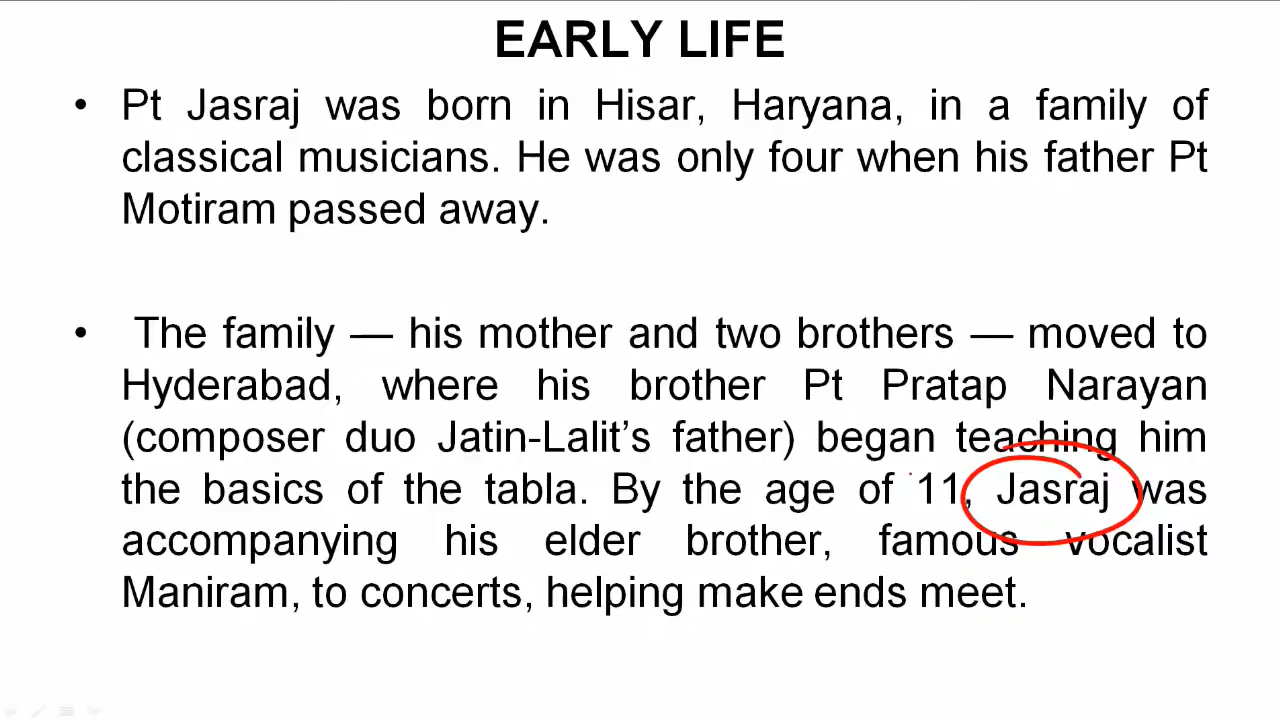 EARLY LIFE
• Pt Jasraj was born in Hisar, Haryana, in a family of
classical musicians. He was only four when his father Pt
Motiram passed away.
• The family — his mother and two brothers — moved to
Hyderabad, where his brother Pt Pratap Narayan
(composer duo Jatin-Lalit’s father) began teaching him
the basics of the tabla. By the age of 11, Jasraj was
accompanying his elder brother, famous vocalist
Maniram, to concerts, helping make ends meet.